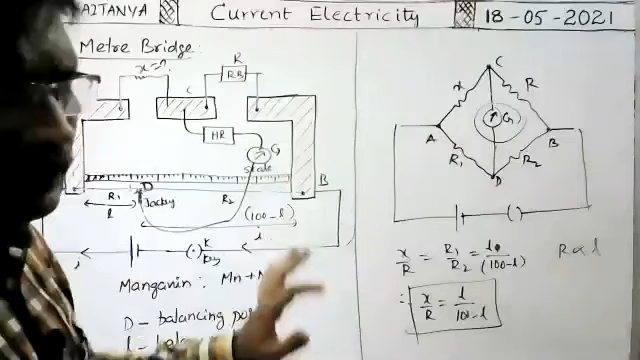 AITANYA
Current Electricity
18-05-2021
Metre Bridge:
x=?
R
RB
C
HR
G
Scale
D
Jockey
B
R1
l
R2
(100-l)
i
K
Key
i
Manganin: Mn+
D - balancing po
l - bal
C
x
R
G
A
B
R1
R2
D
x/R = R1/R2 = l/(100-l)
R∝l
∴ x/R = l/100-l